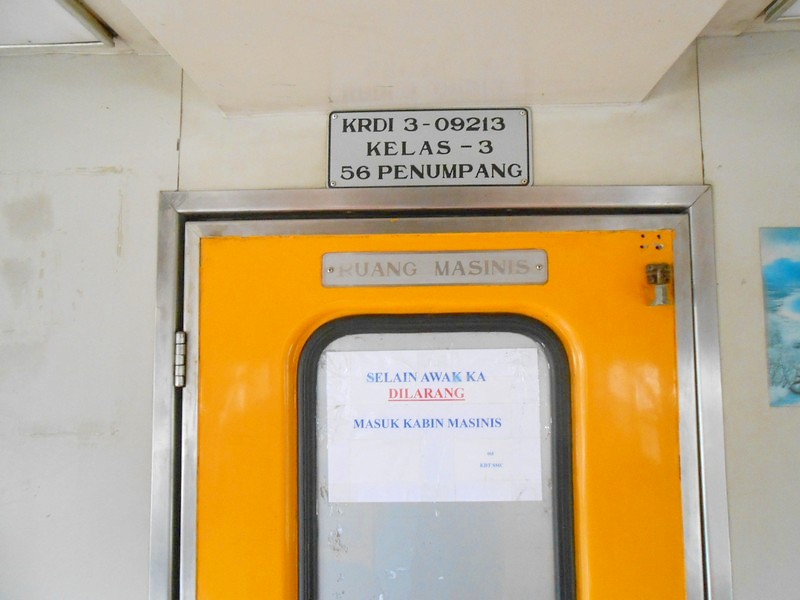 KRDI 3-09213
KELAS-3
56 PENUMPANG
RUANG MASINIS
SELAIN AWAK KA
DILARANG
MASUK KABIN MASINIS